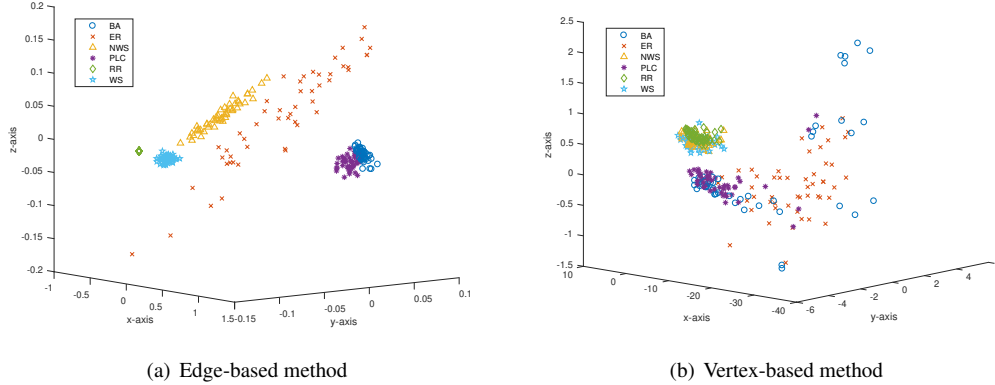 0.2
0.15
0.1
0.05
0
-0.05
-0.1
-0.15
-0.2
z-axis
BA
ER
NWS
PLC
RR
WS
-1
-0.5
0
0.5
1
1.5
x-axis
-0.15
-0.1
-0.05
0
0.05
0.1
y-axis
(a) Edge-based method
2.5
2
1.5
1
0.5
0
-0.5
-1
-1.5
z-axis
BA
ER
NWS
PLC
RR
WS
10
0
-10
-20
-30
-40
x-axis
-6
-4
-2
0
2
4
y-axis
(b) Vertex-based method